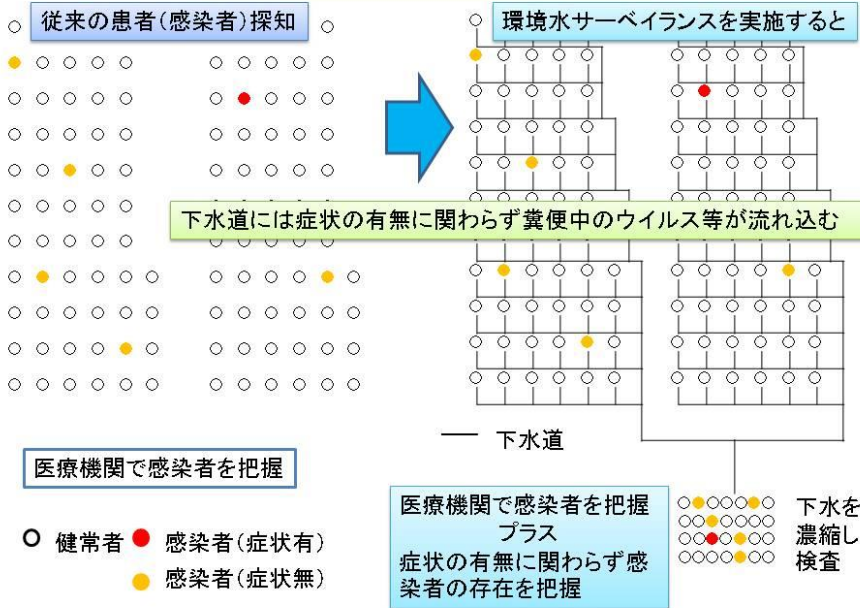 従来の患者(感染者)探知
環境水サーベイランスを実施すると
下水道には症状の有無に関わらず糞便中のウイルス等が流れ込む
下水道
医療機関で感染者を把握
健常者
感染者(症状有)
感染者(症状無)
医療機関で感染者を把握
プラス
症状の有無に関わらず感
染者の存在を把握
下水を
濃縮し
検査